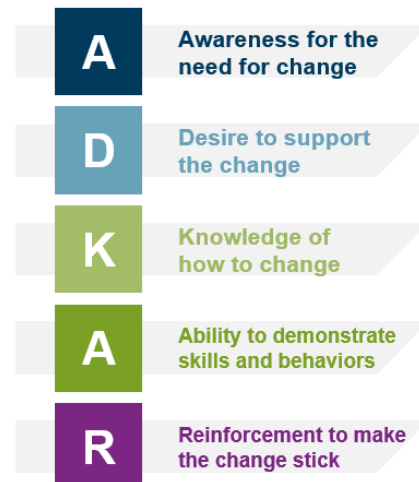 A
Awareness for the
need for change
D
Desire to support
the change
K
Knowledge of
how to change
A
Ability to demonstrate
skills and behaviors
R
Reinforcement to make
the change stick